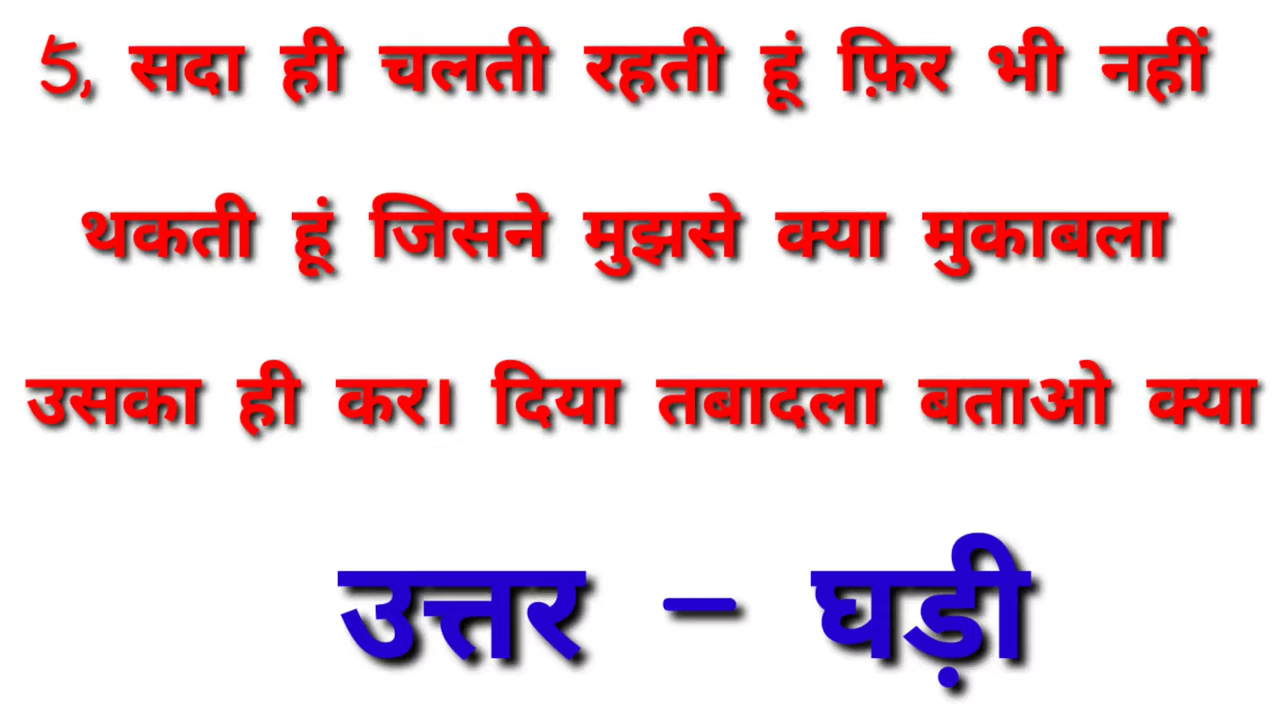 5, सदा ही चलती रहती हूं फ़िर भी नहीं
थकती हूं जिसने मुझसे क्या मुकाबला
उसका ही कर। दिया तबादला बताओ क्या
उत्तर – घड़ी